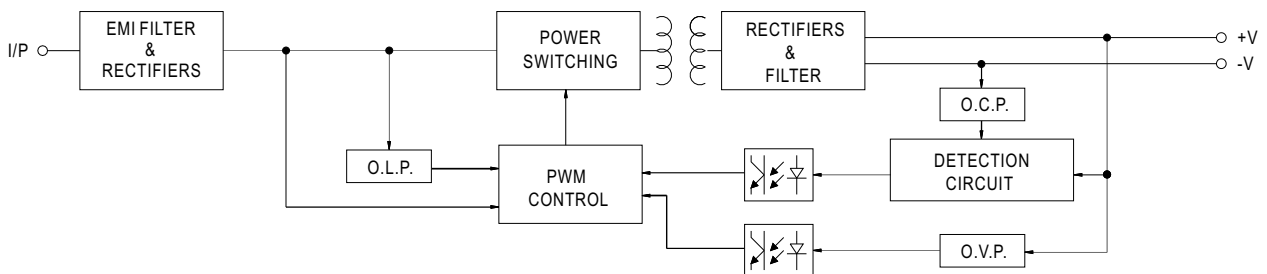 I/P
EMI FILTER
&
RECTIFIERS
POWER
SWITCHING
RECTIFIERS
&
FILTER
+V
-V
O.C.P.
O.L.P.
PWM
CONTROL
DETECTION
CIRCUIT
O.V.P.